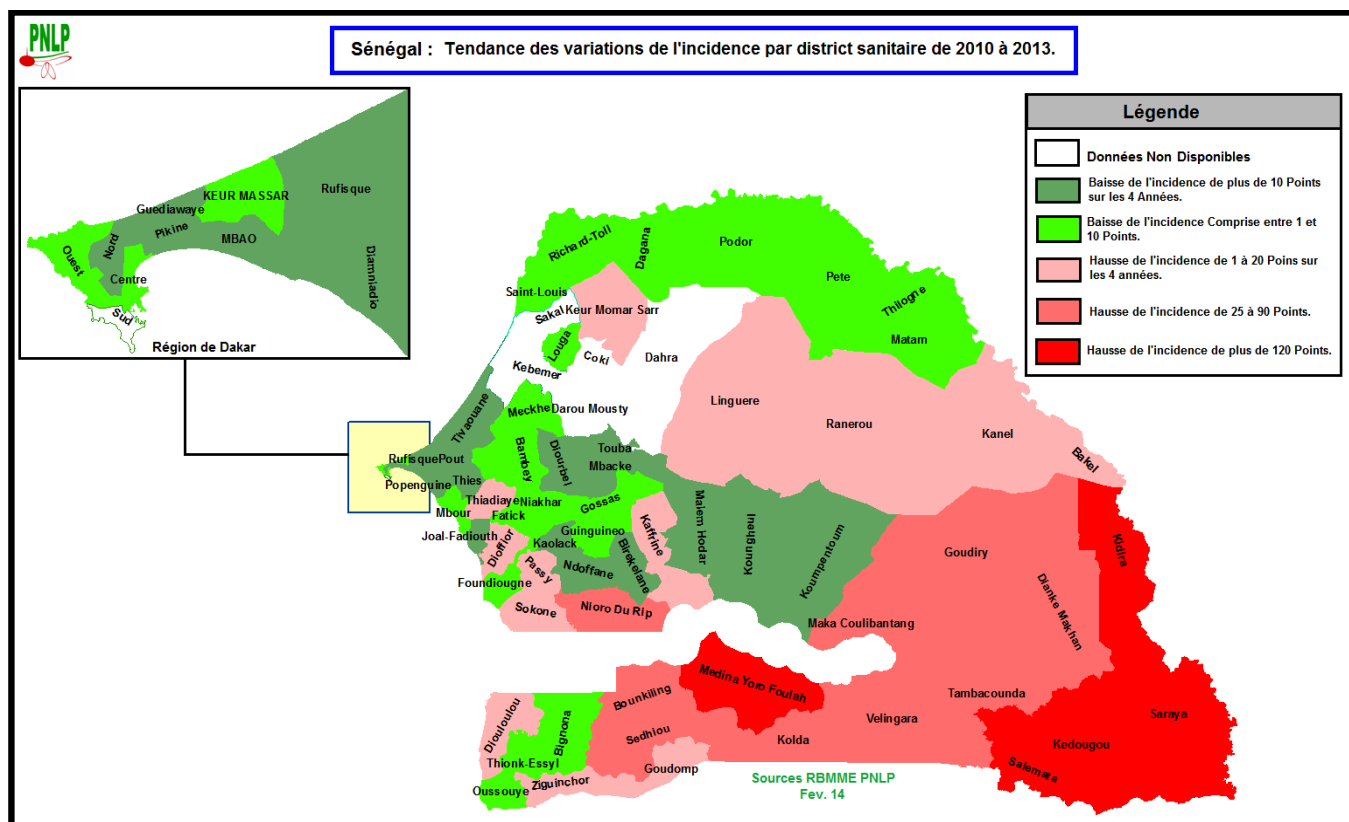 PNLP
Sénégal : Tendance des variations de l'incidence par district sanitaire de 2010 à 2013.
Légende
Données Non Disponibles
Baisse de l'incidence de plus de 10 Points
sur les 4 Années.
Baisse de l'incidence Comprise entre 1 et
10 Points.
Hausse de l'incidence de 1 à 20 Poins sur
les 4 années.
Hausse de l'incidence de 25 à 90 Points.
Hausse de l'incidence de plus de 120 Points.
KEUR MASSAR
Rufisque
Guediawaye
Pikine
MBAO
Nord
Ouest
Centre
Diamniadio
Sud
Région de Dakar
Richard-Toll
Dagana
Podor
Pete
Thilogne
Matam
Saint-Louis
Sakal
Keur Momar Sarr
Louga
Coki
Dahra
Kebemer
Linguere
Ranerou
Kanel
Bakel
Meckhe
Darou Mousty
Tivaouane
Bambey
Diourbel
Touba
Mbacke
Rufisque
Pout
Popenguine
Thies
Thiadiaye
Niakhar
Gossas
Mbour
Fatick
Joal-Fadiouth
Guinguineo
Kaffrine
Malem Hodar
Koungheul
Koumpentoum
Goudiry
Kidira
Dioffior
Kaolack
Birekelane
Passy
Ndoffane
Foundiougne
Sokone
Nioro Du Rip
Maka Coulibantang
Dianke Makhan
Medina Yoro Foulah
Bounkiling
Tambacounda
Velingara
Saraya
Kedougou
Salemata
Diouloulou
Bignona
Sedhiou
Kolda
Thionk-Essyl
Goudomp
Ziguinchor
Oussouye
Sources RBMME PNLP
Fev. 14